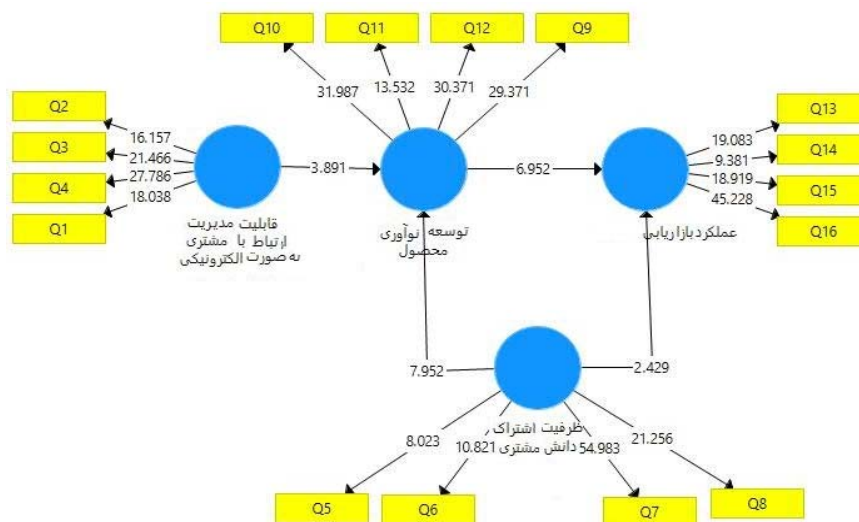 Q10
Q11
Q12
Q9
31.987
13.532
30.371
29.371
Q2
Q3
Q4
Q1
16.157
21.466
27.786
18.038
3.891
6.952
Q13
Q14
Q15
Q16
19.083
9.381
18.919
45.228
قابلیت مدیریت
ارتباط با مشتری
به صورت الکترونیکی
توسعه نوآوری
محصول
عملکرد بازاریابی
7.952
2.429
ظرفیت اشتراک
دانش مشتری
8.023
10.821
54.983
21.256
Q5
Q6
Q7
Q8